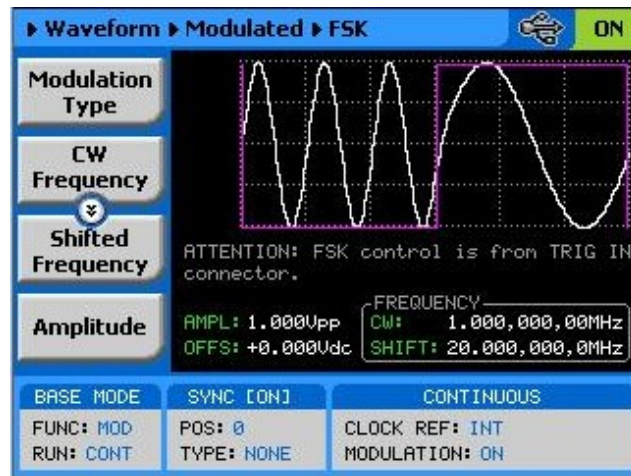 Waveform Modulated FSK
ON
Modulation
Type
CW
Frequency
Shifted
Frequency
Amplitude
ATTENTION: FSK control is from TRIG IN
connector.
AMPL: 1.000Vpp
OFFS: +0.000Vdc
FREQUENCY
CW: 1.000,000,00MHz
SHIFT: 20.000,000,0MHz
BASE MODE
FUNC: MOD
RUN: CONT
SYNC [ON]
POS: 0
TYPE: NONE
CONTINUOUS
CLOCK REF: INT
MODULATION: ON